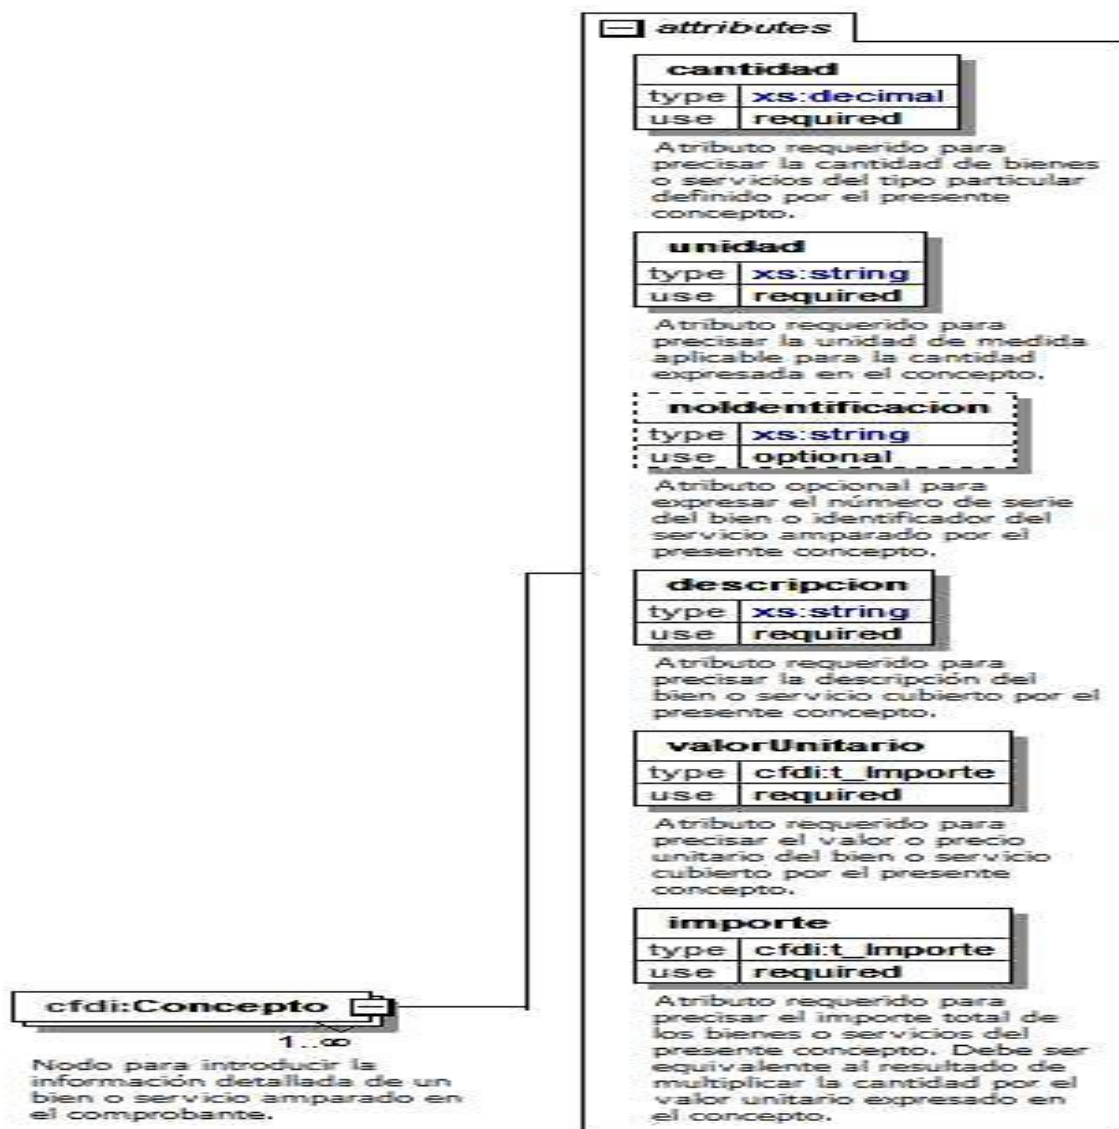 attributes
cantidad
type xs:decimal
use required
Atributo requerido para
precisar la cantidad de bienes
o servicios del tipo particular
definido por el presente
concepto.
unidad
type xs:string
use required
Atributo requerido para
precisar la unidad de medida
aplicable para la cantidad
expresada en el concepto.
noIdentificacion
type xs:string
use optional
Atributo opcional para
expresar el número de serie
del bien o identificador del
servicio amparado por el
presente concepto.
descripcion
type xs:string
use required
Atributo requerido para
precisar la descripción del
bien o servicio cubierto por el
presente concepto.
valorUnitario
type cfdi:t_Importe
use required
Atributo requerido para
precisar el valor o precio
unitario del bien o servicio
cubierto por el presente
concepto.
importe
type cfdi:t_Importe
use required
Atributo requerido para
precisar el importe total de
los bienes o servicios del
presente concepto. Debe ser
equivalente al resultado de
multiplicar la cantidad por el
valor unitario expresado en
el concepto.
cfdi:Concepto
1..∞
Nodo para introducir la
información detallada de un
bien o servicio amparado en
el comprobante.